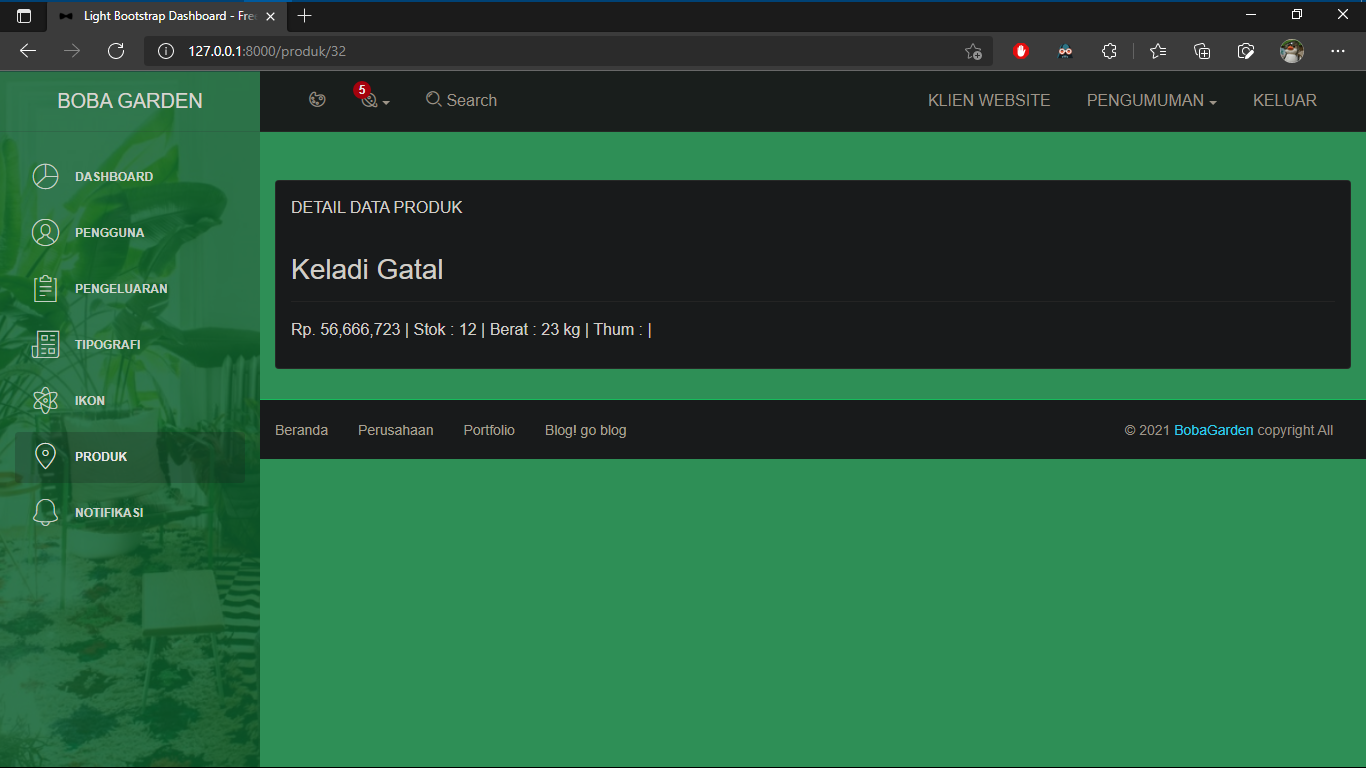 Light Bootstrap Dashboard - Fre
127.0.0.1:8000/produk/32
BOBA GARDEN
5
Search
KLIEN WEBSITE
PENGUMUMAN
KELUAR
DASHBOARD
PENGGUNA
PENGELUARAN
TIPOGRAFI
IKON
PRODUK
NOTIFIKASI
DETAIL DATA PRODUK
Keladi Gatal
Rp. 56,666,723 | Stok : 12 | Berat : 23 kg | Thum : |
Beranda
Perusahaan
Portfolio
Blog! go blog
© 2021 BobaGarden copyright All